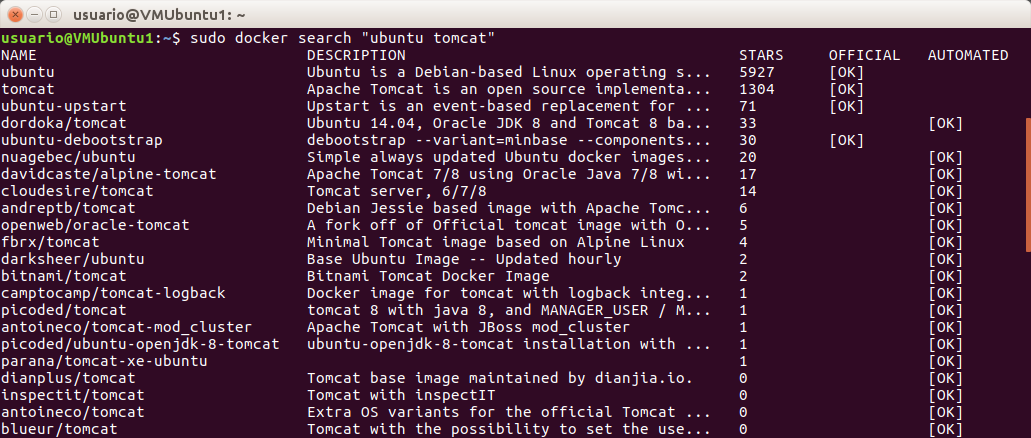 usuario@VMUbuntu1: ~
usuario@VMUbuntu1:~$ sudo docker search "ubuntu tomcat"
NAME DESCRIPTION STARS OFFICIAL AUTOMATED
ubuntu Ubuntu is a Debian-based Linux operating s... 5927 [OK]
tomcat Apache Tomcat is an open source implementa... 1304 [OK]
ubuntu-upstart Upstart is an event-based replacement for ... 71 [OK]
dordoka/tomcat Ubuntu 14.04, Oracle JDK 8 and Tomcat 8 ba... 33 [OK]
ubuntu-debootstrap debootstrap --variant=minbase --components... 30 [OK]
nuagebec/ubuntu Simple always updated Ubuntu docker images... 20 [OK]
davidcaste/alpine-tomcat Apache Tomcat 7/8 using Oracle Java 7/8 wi... 17 [OK]
cloudesire/tomcat Tomcat server, 6/7/8 14 [OK]
andreptb/tomcat Debian Jessie based image with Apache Tomc... 6 [OK]
openweb/oracle-tomcat A fork off of Official tomcat image with O... 5 [OK]
fbrx/tomcat Minimal Tomcat image based on Alpine Linux 4 [OK]
darksheer/ubuntu Base Ubuntu Image -- Updated hourly 2 [OK]
bitnami/tomcat Bitnami Tomcat Docker Image 2 [OK]
camptocamp/tomcat-logback Docker image for tomcat with logback integ... 1 [OK]
picoded/tomcat tomcat 8 with java 8, and MANAGER_USER / M... 1 [OK]
antoineco/tomcat-mod_cluster Apache Tomcat with JBoss mod_cluster 1 [OK]
picoded/ubuntu-openjdk-8-tomcat ubuntu-openjdk-8-tomcat installation with ... 1 [OK]
parana/tomcat-xe-ubuntu 1 [OK]
dianplus/tomcat Tomcat base image maintained by dianjia.io. 0 [OK]
inspectit/tomcat Tomcat with inspectIT 0 [OK]
antoineco/tomcat Extra OS variants for the official Tomcat ... 0 [OK]
blueur/tomcat Tomcat with the possibility to set the use... 0 [OK]